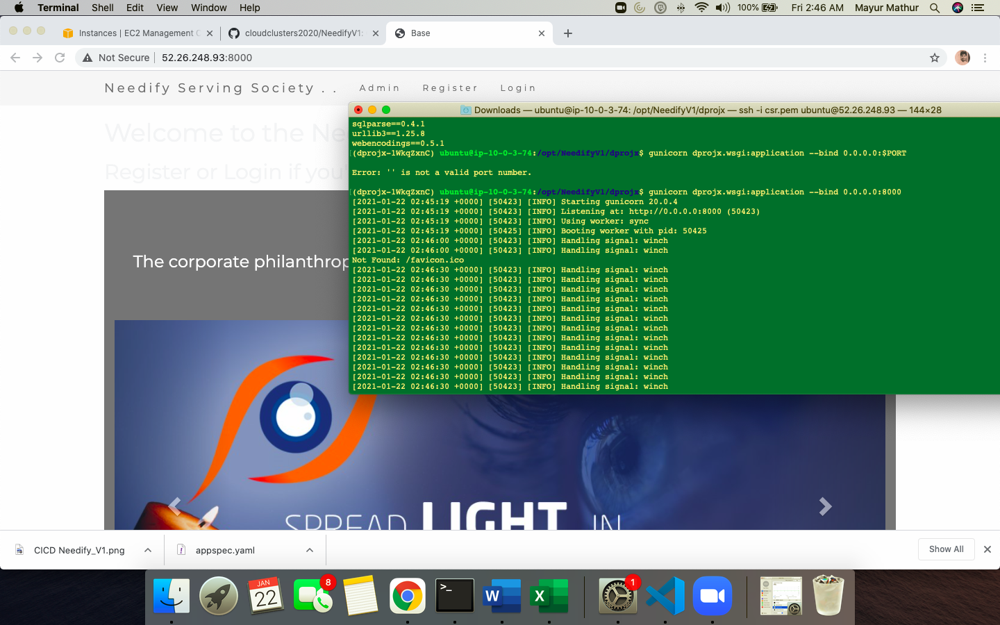 Terminal Shell Edit View Window Help 100% Fri 2:46 AM Mayur Mathur
Instances | EC2 Management C
cloudclusters2020/NeedifyV1:
Base
Not Secure 52.26.248.93:8000
Needify Serving Society . . Admin Register Login
Downloads — ubuntu@ip-10-0-3-74: /opt/NeedifyV1/dprojx — ssh -i csr.pem ubuntu@52.26.248.93 — 144×28
sqlparse==0.4.1
urllib3==1.25.8
webencodings==0.5.1
(dprojx-1WkqZxnC) ubuntu@ip-10-0-3-74:/opt/NeedifyV1/dprojx$ gunicorn dprojx.wsgi:application --bind 0.0.0.0:$PORT
Error: '' is not a valid port number.
(dprojx-1WkqZxnC) ubuntu@ip-10-0-3-74:/opt/NeedifyV1/dprojx$ gunicorn dprojx.wsgi:application --bind 0.0.0.0:8000
[2021-01-22 02:45:19 +0000] [50423] [INFO] Starting gunicorn 20.0.4
[2021-01-22 02:45:19 +0000] [50423] [INFO] Listening at: http://0.0.0.0:8000 (50423)
[2021-01-22 02:45:19 +0000] [50423] [INFO] Using worker: sync
[2021-01-22 02:45:19 +0000] [50425] [INFO] Booting worker with pid: 50425
[2021-01-22 02:46:00 +0000] [50423] [INFO] Handling signal: winch
[2021-01-22 02:46:00 +0000] [50423] [INFO] Handling signal: winch
Not Found: /favicon.ico
[2021-01-22 02:46:30 +0000] [50423] [INFO] Handling signal: winch
[2021-01-22 02:46:30 +0000] [50423] [INFO] Handling signal: winch
[2021-01-22 02:46:30 +0000] [50423] [INFO] Handling signal: winch
[2021-01-22 02:46:30 +0000] [50423] [INFO] Handling signal: winch
[2021-01-22 02:46:30 +0000] [50423] [INFO] Handling signal: winch
[2021-01-22 02:46:30 +0000] [50423] [INFO] Handling signal: winch
[2021-01-22 02:46:30 +0000] [50423] [INFO] Handling signal: winch
[2021-01-22 02:46:30 +0000] [50423] [INFO] Handling signal: winch
[2021-01-22 02:46:30 +0000] [50423] [INFO] Handling signal: winch
[2021-01-22 02:46:30 +0000] [50423] [INFO] Handling signal: winch
[2021-01-22 02:46:30 +0000] [50423] [INFO] Handling signal: winch
[2021-01-22 02:46:30 +0000] [50423] [INFO] Handling signal: winch
[2021-01-22 02:46:30 +0000] [50423] [INFO] Handling signal: winch
Welcome to the Ne
Register or Login if you'
The corporate philanthrop
SPREAD LIGHT IN
CICD Needify_V1.png
appspec.yaml
Show All
JAN
22
8
>_
W
X
1